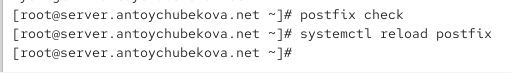 [root@server.antoychubekova.net ~]# postfix check
[root@server.antoychubekova.net ~]# systemctl reload postfix
[root@server.antoychubekova.net ~]#